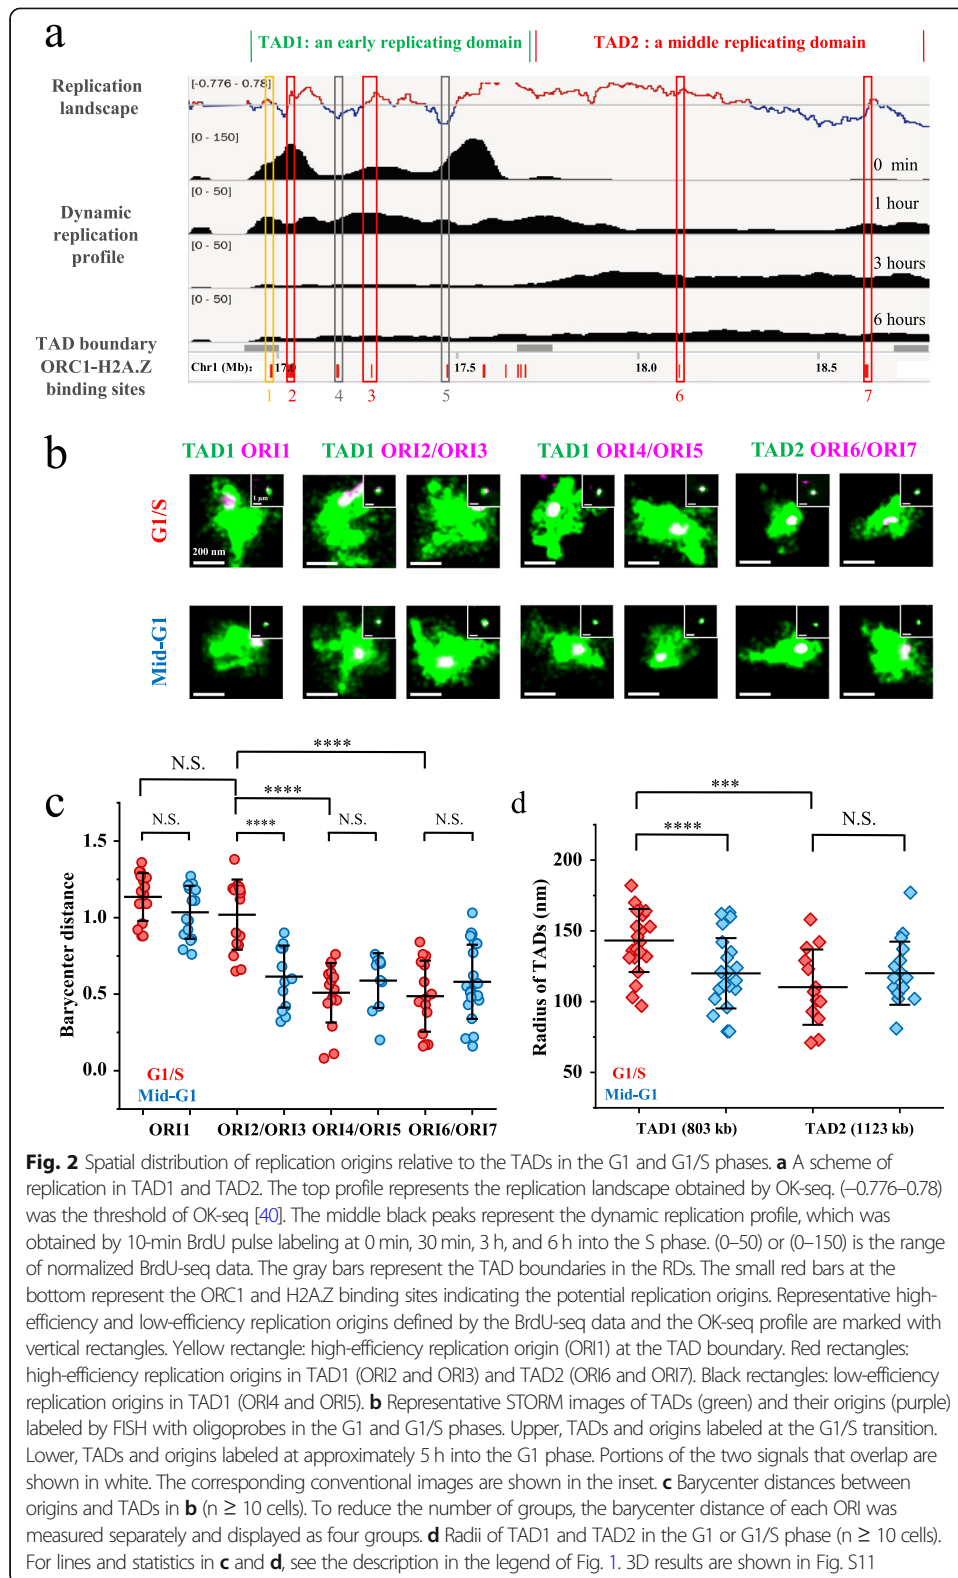 a
TAD1: an early replicating domain
TAD2 : a middle replicating domain
Replication
landscape
[-0.776 - 0.78]
[0 - 150]
0 min
Dynamic
replication
profile
[0 - 50]
1 hour
[0 - 50]
3 hours
[0 - 50]
6 hours
TAD boundary
ORC1-H2A.Z
binding sites
Chr1 (Mb):
17.0
17.5
18.0
18.5
1 2 4 3 5 6 7
b
TAD1 ORI1
TAD1 ORI2/ORI3
TAD1 ORI4/ORI5
TAD2 ORI6/ORI7
G1/S
1 μm
200 nm
Mid-G1
c
N.S.
****
N.S.
****
****
N.S.
N.S.
1.5
1.0
0.5
0.0
Barycenter distance
G1/S
Mid-G1
ORI1
ORI2/ORI3
ORI4/ORI5
ORI6/ORI7
d
***
****
N.S.
200
150
100
50
Radius of TADs (nm)
G1/S
Mid-G1
TAD1 (803 kb)
TAD2 (1123 kb)
Fig. 2 Spatial distribution of replication origins relative to the TADs in the G1 and G1/S phases. a A scheme of
replication in TAD1 and TAD2. The top profile represents the replication landscape obtained by OK-seq. (−0.776–0.78)
was the threshold of OK-seq [40]. The middle black peaks represent the dynamic replication profile, which was
obtained by 10-min BrdU pulse labeling at 0 min, 30 min, 3 h, and 6 h into the S phase. (0–50) or (0–150) is the range
of normalized BrdU-seq data. The gray bars represent the TAD boundaries in the RDs. The small red bars at the
bottom represent the ORC1 and H2A.Z binding sites indicating the potential replication origins. Representative high-
efficiency and low-efficiency replication origins defined by the BrdU-seq data and the OK-seq profile are marked with
vertical rectangles. Yellow rectangle: high-efficiency replication origin (ORI1) at the TAD boundary. Red rectangles:
high-efficiency replication origins in TAD1 (ORI2 and ORI3) and TAD2 (ORI6 and ORI7). Black rectangles: low-efficiency
replication origins in TAD1 (ORI4 and ORI5). b Representative STORM images of TADs (green) and their origins (purple)
labeled by FISH with oligoprobes in the G1 and G1/S phases. Upper, TADs and origins labeled at the G1/S transition.
Lower, TADs and origins labeled at approximately 5 h into the G1 phase. Portions of the two signals that overlap are
shown in white. The corresponding conventional images are shown in the inset. c Barycenter distances between
origins and TADs in b (n ≥ 10 cells). To reduce the number of groups, the barycenter distance of each ORI was
measured separately and displayed as four groups. d Radii of TAD1 and TAD2 in the G1 or G1/S phase (n ≥ 10 cells).
For lines and statistics in c and d, see the description in the legend of Fig. 1. 3D results are shown in Fig. S11